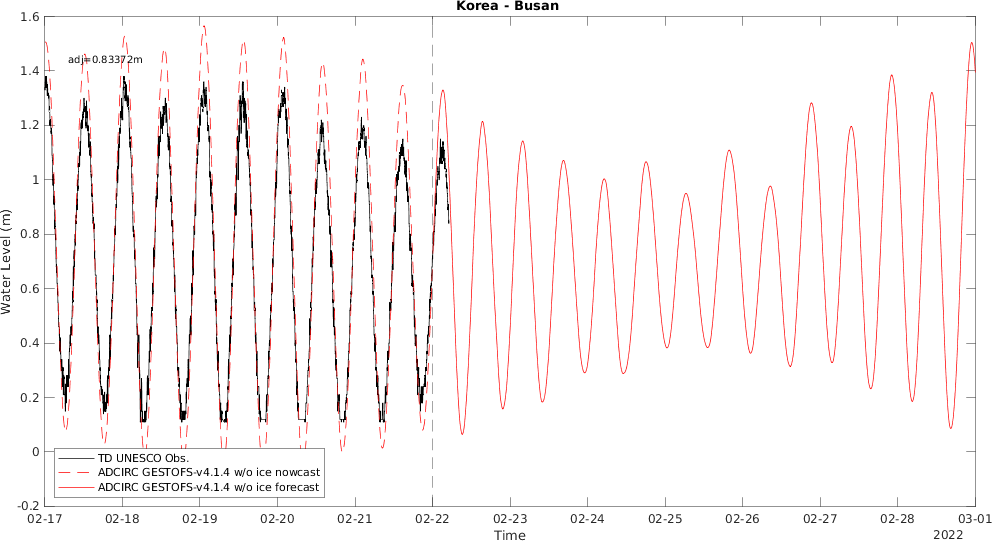 Korea - Busan
adj=0.83372m
Water Level (m)
1.6
1.4
1.2
1
0.8
0.6
0.4
0.2
0
-0.2
TD UNESCO Obs.
ADCIRC GESTOFS-v4.1.4 w/o ice nowcast
ADCIRC GESTOFS-v4.1.4 w/o ice forecast
02-17 02-18 02-19 02-20 02-21 02-22 02-23 02-24 02-25 02-26 02-27 02-28 03-01
Time
2022